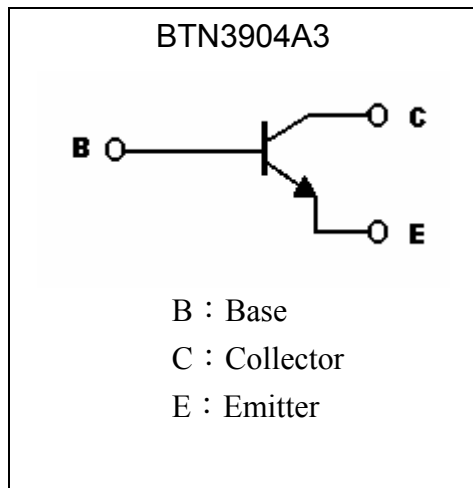 BTN3904A3
C
B
E
B：Base
C：Collector
E：Emitter